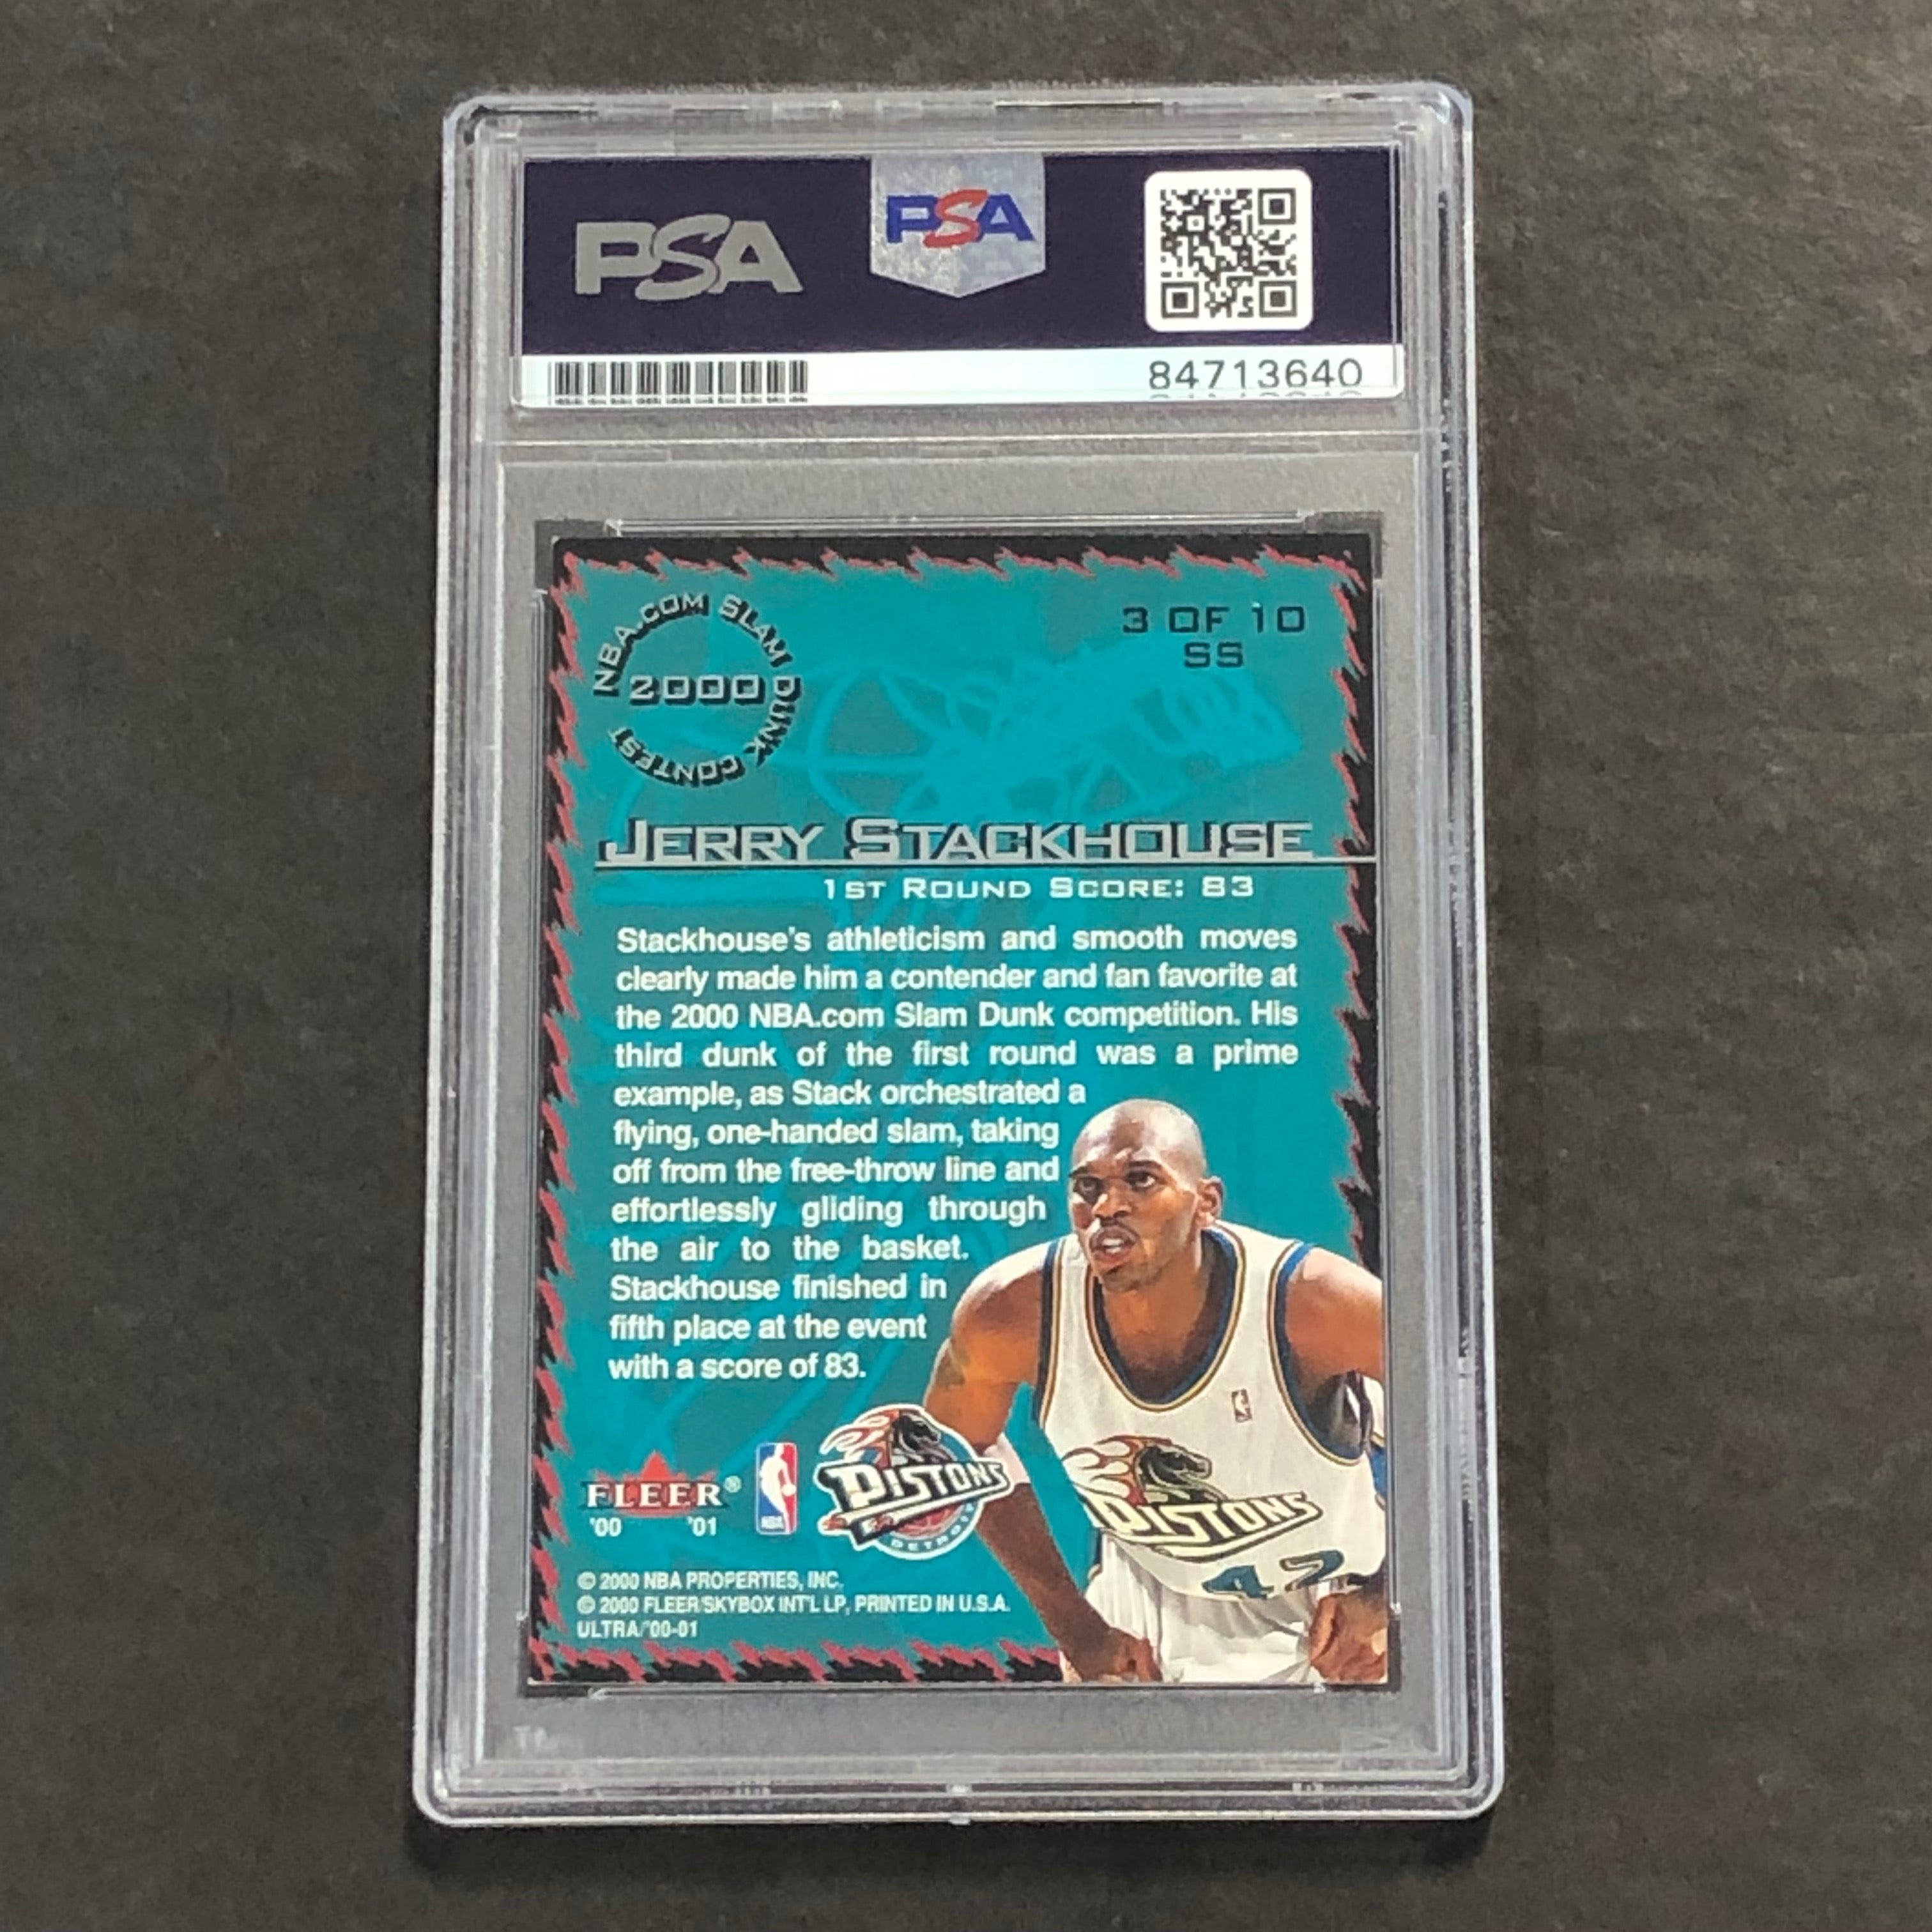 PSA
PSA
84713640
NBA.COM SLAM DUNK CONTEST
2000
3 OF 10
SS
JERRY STACKHOUSE
1ST ROUND SCORE: 83
Stackhouse's athleticism and smooth moves
clearly made him a contender and fan favorite at
the 2000 NBA.com Slam Dunk competition. His
third dunk of the first round was a prime
example, as Stack orchestrated a
flying, one-handed slam, taking
off from the free-throw line and
effortlessly gliding through
the air to the basket.
Stackhouse finished in
fifth place at the event
with a score of 83.
FLEER®
'00 '01
NBA
PISTONS
DETROIT
PISTONS
42
© 2000 NBA PROPERTIES, INC.
© 2000 FLEER/SKYBOX INT'L LP, PRINTED IN U.S.A.
ULTRA/'00-01